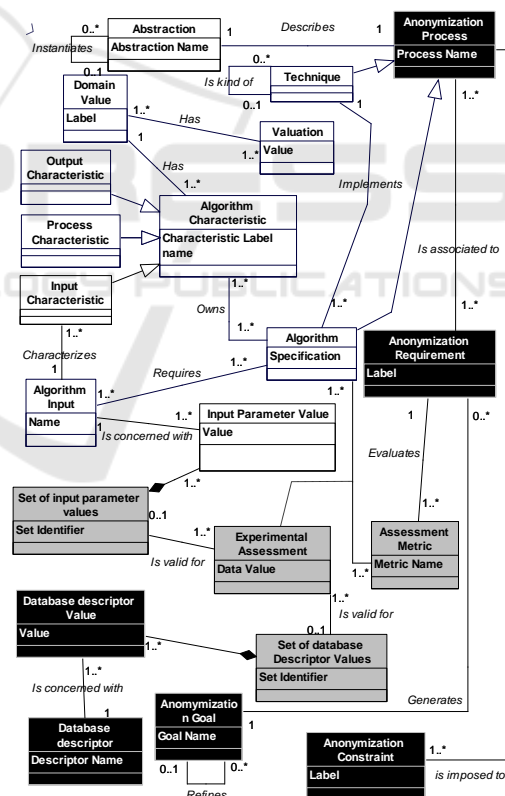 0..*
Abstraction
Abstraction Name
1
Describes
1
Anonymization
Process
Process Name
Instantiates
0..1
0..*
Is kind of
0..1
Technique
1
1..*
Domain
Value
Label
1..*
1
Has
Valuation
Value
1..*
Has
1..*
Output
Characteristic
Process
Characteristic
Input
Characteristic
Algorithm
Characteristic
Characteristic Label
name
Implements
Is associated to
1..*
Owns
1..*
1..*
1..*
1..*
Characterizes
1
Algorithm
Specification
1..*
Anonymization
Requirement
Label
1
0..*
Requires
1..*
Algorithm
Input
Name
1..*
1
Is concerned with
1..*
Input Parameter Value
Value
1..*
Evaluates
1..*
Set of input parameter
values
Set Identifier
0..1
1..*
Is valid for
Experimental
Assessment
Data Value
1..*
Assessment
Metric
Metric Name
1..*
Is valid for
0..1
Database descriptor
Value
Value
1..*
Set of database
Descriptor Values
Set Identifier
1..*
Is concerned with
1
Database
descriptor
Descriptor Name
Anomymizatio
n Goal
Goal Name
1
Generates
0..1
0..*
Refines
Anonymization
Constraint
Label
1..*
is imposed to
PRESS
LOGY PUBLICATIONS